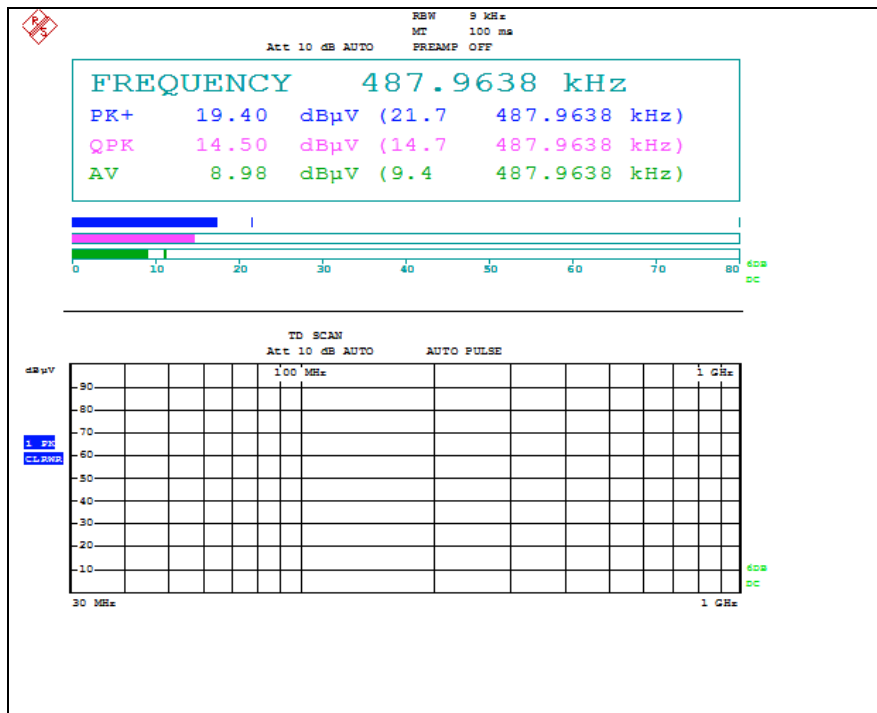 R S
RBW 9 kHz
MT 100 ms
Att 10 dB AUTO PREAMP OFF
FREQUENCY 487.9638 kHz
PK+ 19.40 dBµV (21.7 487.9638 kHz)
QPK 14.50 dBµV (14.7 487.9638 kHz)
AV 8.98 dBµV (9.4 487.9638 kHz)
0 10 20 30 40 50 60 70 80
6DB
DC
TD SCAN
Att 10 dB AUTO AUTO PULSE
dBµV
100 MHz 1 GHz
90
80
70
1 PK
CLRWR
60
50
40
30
20
10
6DB
DC
30 MHz 1 GHz